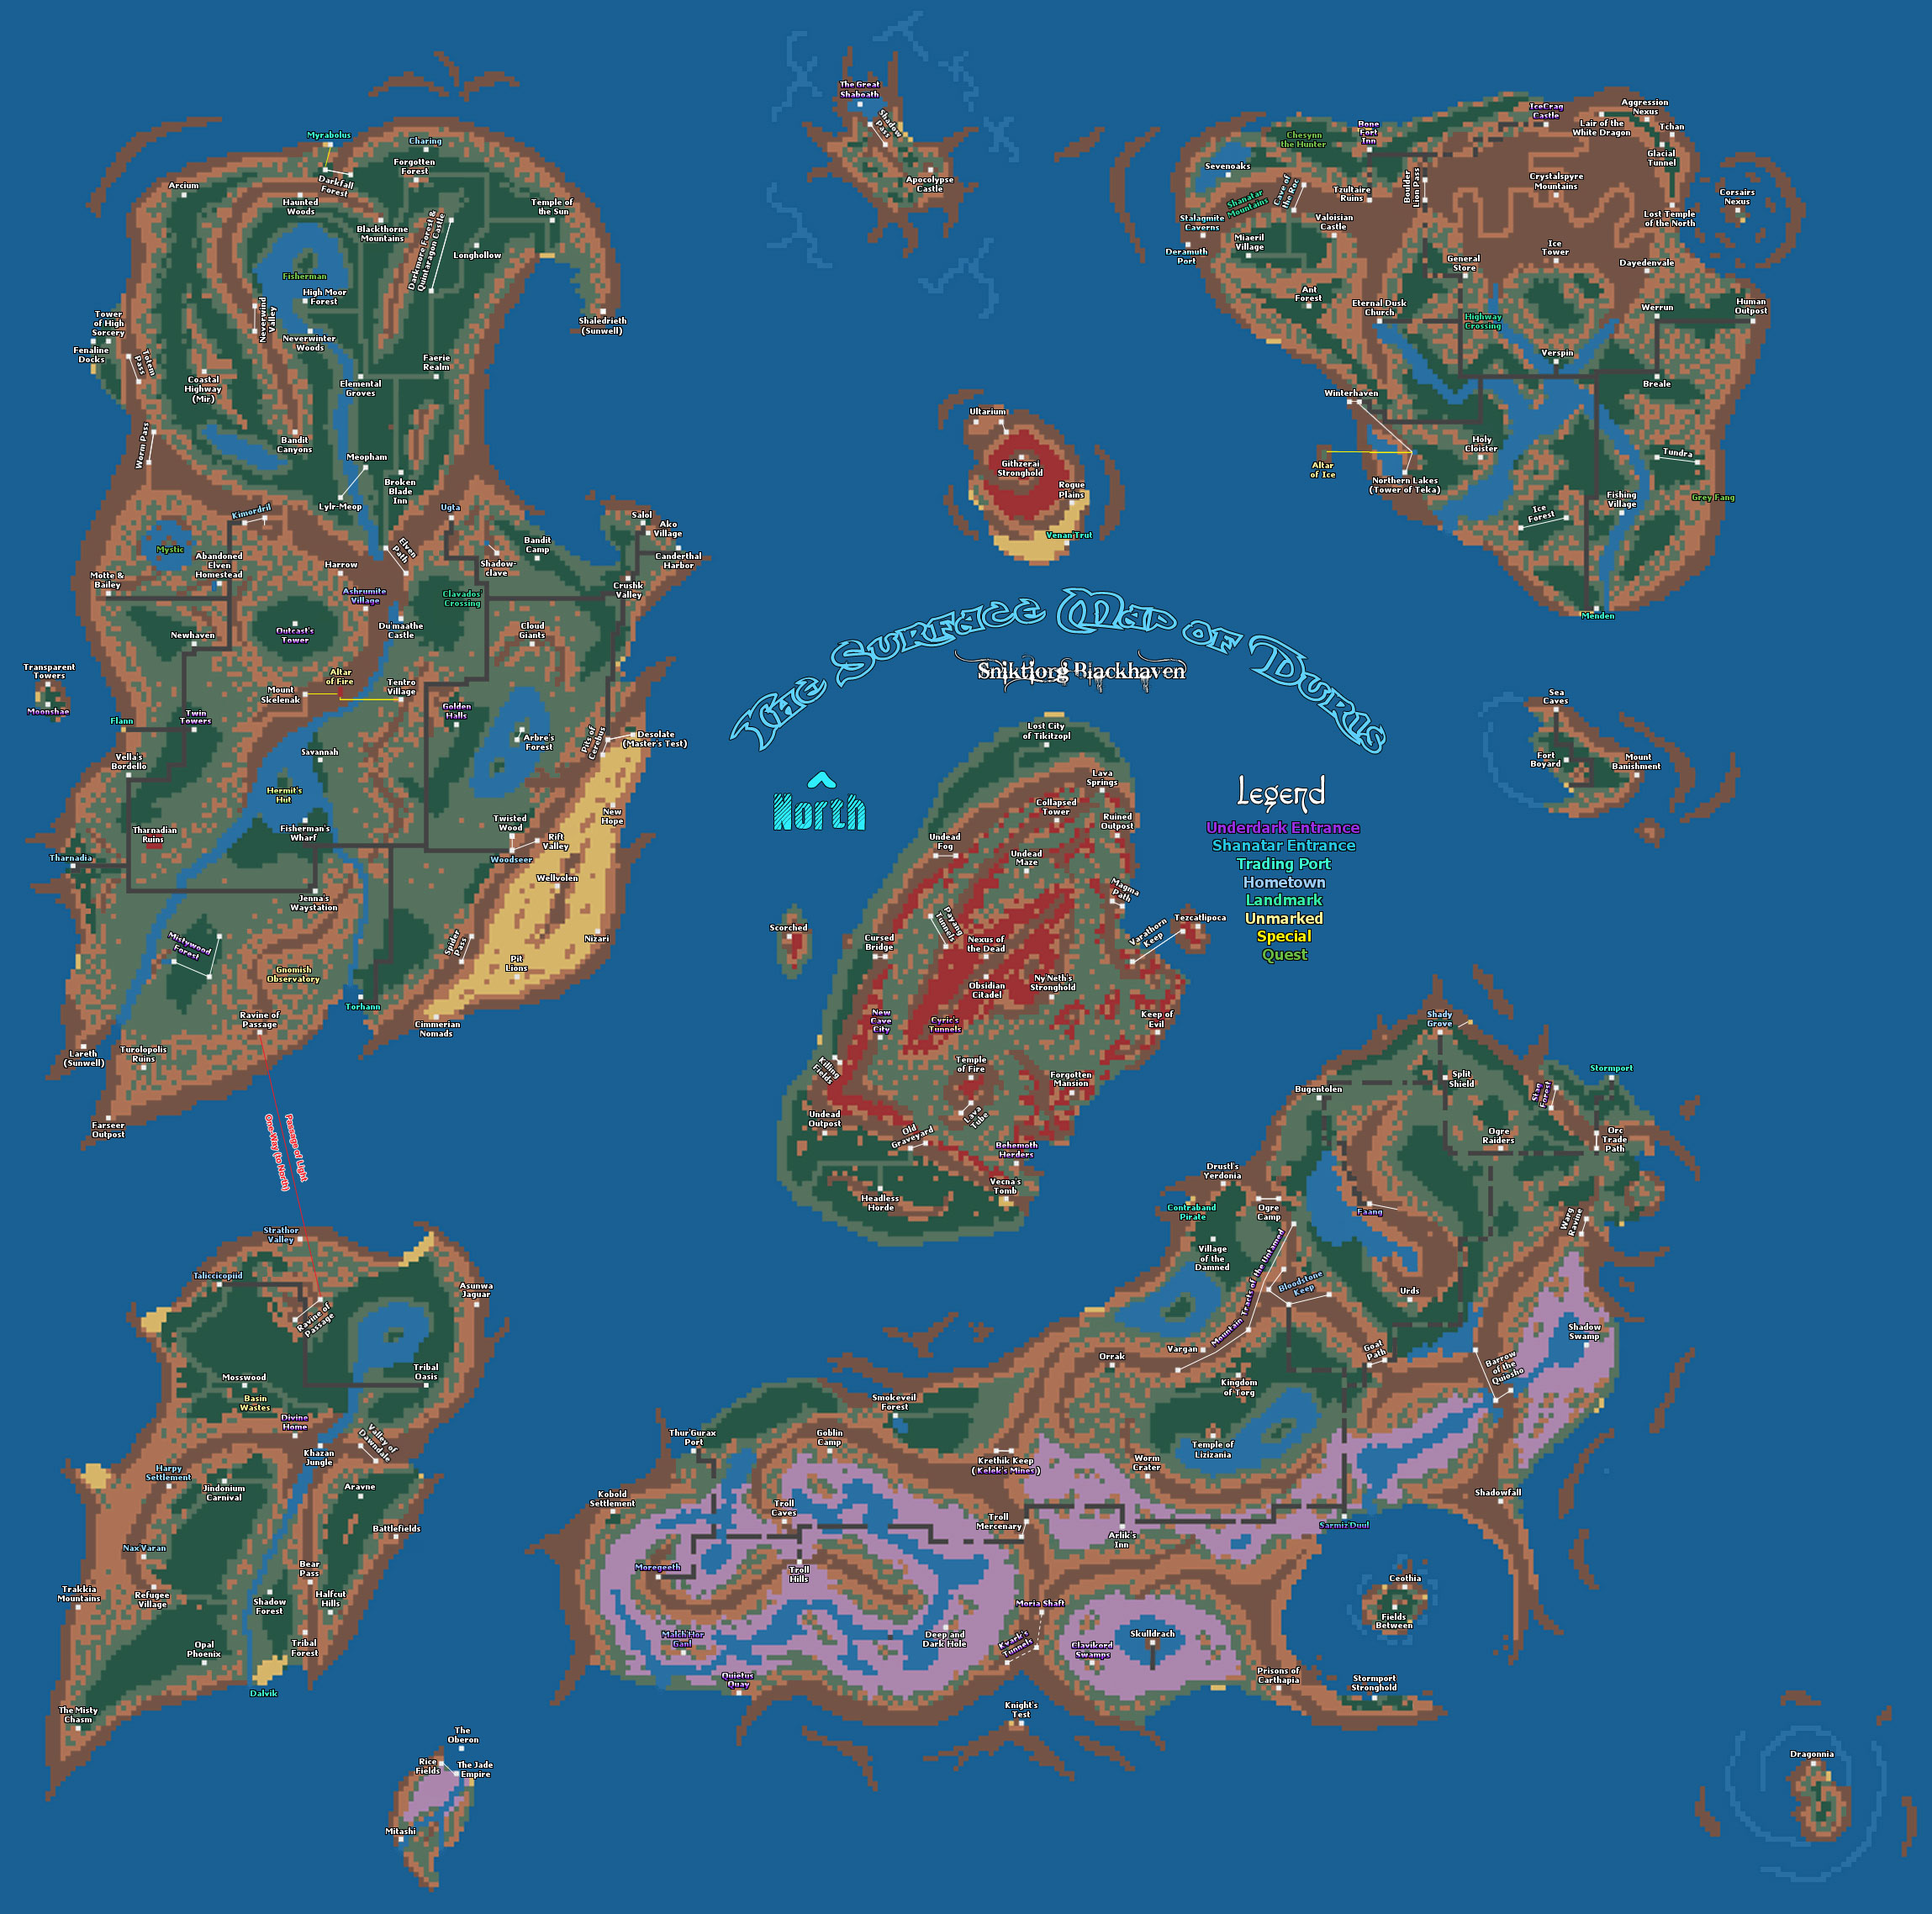 The Surface Map of Duris
Sniktjorg Blackhaven
North
Legend
Underdark Entrance
Shanatar Entrance
Trading Port
Hometown
Landmark
Unmarked
Special
Quest
Myrabolus
Charing
Darkfall
Forest
Forgotten
Forest
Arcium
Haunted
Woods
Blackthorne
Mountains
Darkmore Forest &
Quintaragon Castle
Temple of
the Sun
Longhollow
Fisherman
High Moor
Forest
Neverwind
Valley
Neverwinter
Woods
Shaledrieth
(Sunwell)
Tower
of High
Sorcery
Fenaline
Docks
Totem
Pass
Coastal
Highway
(Mir)
Elemental
Groves
Faerie
Realm
Worm Pass
Bandit
Canyons
Meopham
Broken
Blade
Inn
Lylr-Meop
Kimordril
Ugta
Salol
Ako
Village
Canderthal
Harbor
Mystic
Abandoned
Elven
Homestead
Harrow
Elven
Path
Shadow-
clave
Bandit
Camp
Motte &
Bailey
Ashrumite
Village
Clavados
Crossing
Crushk
Valley
Newhaven
Outcast's
Tower
Du'maathe
Castle
Cloud
Giants
Transparent
Towers
Moonshae
Altar
of Fire
Mount
Skelenak
Tentro
Village
Flann
Twin
Towers
Golden
Halls
Arbre's
Forest
Pits of
Cerebus
Desolate
(Master's Test)
Vella's
Bordello
Savannah
Hermit's
Hut
Tharnadian
Ruins
Fisherman's
Wharf
Twisted
Wood
Rift
Valley
New
Hope
Tharnadia
Woodseer
Wellvolen
Jenna's
Waystation
Mistywood
Forest
Spider
Pass
Nizari
Gnomish
Observatory
Pit
Lions
Torhann
Ravine of
Passage
Cimmerian
Nomads
Lareth
(Sunwell)
Turolopolis
Ruins
Farseer
Outpost
Passage of Light
One-Way (to North)
Strathor
Valley
Taliccicopiid
Asunwa
Jaguar
Ravine of
Passage
Mosswood
Tribal
Oasis
Basin
Wastes
Divine
Home
Khazan
Jungle
Valley of
Dawndale
Harpy
Settlement
Jindonium
Carnival
Aravne
Battlefields
Nax'Varan
Bear
Pass
Trakkia
Mountains
Refugee
Village
Shadow
Forest
Halfcut
Hills
Opal
Phoenix
Tribal
Forest
Dalvik
The Misty
Chasm
The
Oberon
Rice
Fields
The Jade
Empire
Mitashi
The Great
Shaboath
Shadow
Pass
Apocalypse
Castle
Ultarium
Githzerai
Stronghold
Rogue
Plains
Venan'Trut
Chesynn
the Hunter
Bone
Fort
Inn
IceCrag
Castle
Lair of the
White Dragon
Aggression
Nexus
Tchan
Glacial
Tunnel
Sevenoaks
Shanatar
Mountains
Cave of
the Roc
Tzultaire
Ruins
Boulder
Lion Pass
Crystalspyre
Mountains
Corsairs
Nexus
Lost Temple
of the North
Stalagmite
Caverns
Deramuth
Port
Miaeril
Village
Valoisian
Castle
General
Store
Ice
Tower
Dayedenvale
Ant
Forest
Eternal Dusk
Church
Highway
Crossing
Werrun
Human
Outpost
Verspin
Breale
Winterhaven
Altar
of Ice
Northern Lakes
(Tower of Teka)
Holy
Cloister
Tundra
Ice
Forest
Fishing
Village
Grey Fang
Menden
Sea
Caves
Fort
Boyard
Mount
Banishment
Lost City
of Tikitzopl
Lava
Springs
Collapsed
Tower
Ruined
Outpost
Undead
Fog
Undead
Maze
Magma
Path
Scorched
Payang
Tunnels
Cursed
Bridge
Nexus of
the Dead
Varathorn
Keep
Tezcatlipoca
Obsidian
Citadel
Ny'Neth's
Stronghold
New
Cave
City
Cyric's
Tunnels
Keep of
Evil
Killing
Fields
Temple
of Fire
Forgotten
Mansion
Undead
Outpost
Old
Graveyard
Lava
Tube
Behemoth
Herders
Headless
Horde
Vecna's
Tomb
Shady
Grove
Bugentolen
Split
Shield
Stag
Forest
Stormport
Ogre
Raiders
Orc
Trade
Path
Drustl's
Yerdonia
Contraband
Pirate
Ogre
Camp
Faang
Warg
Ravine
Village
of the
Damned
Mountain Tracts of the Untamed
Bloodstone
Keep
Urds
Shadow
Swamp
Vargan
Orrak
Goat
Path
Barrow
of the
Quiosho
Kingdom
of Torg
Smokeveil
Forest
Thur'Gurax
Port
Goblin
Camp
Krethik Keep
(Kelek's Mines)
Temple of
Lizizania
Worm
Crater
Kobold
Settlement
Troll
Caves
Troll
Mercenary
Arlik's
Inn
Sarmiz'Duul
Shadowfall
Moregeeth
Troll
Hills
Moria Shaft
Ceothia
Fields
Between
Malch'Hor
Ganl
Deep and
Dark Hole
Kvark's
Tunnels
Clavikord
Swamps
Skulldrach
Quietus
Quay
Prisons of
Carthapia
Stormport
Stronghold
Knight's
Test
Dragonnia